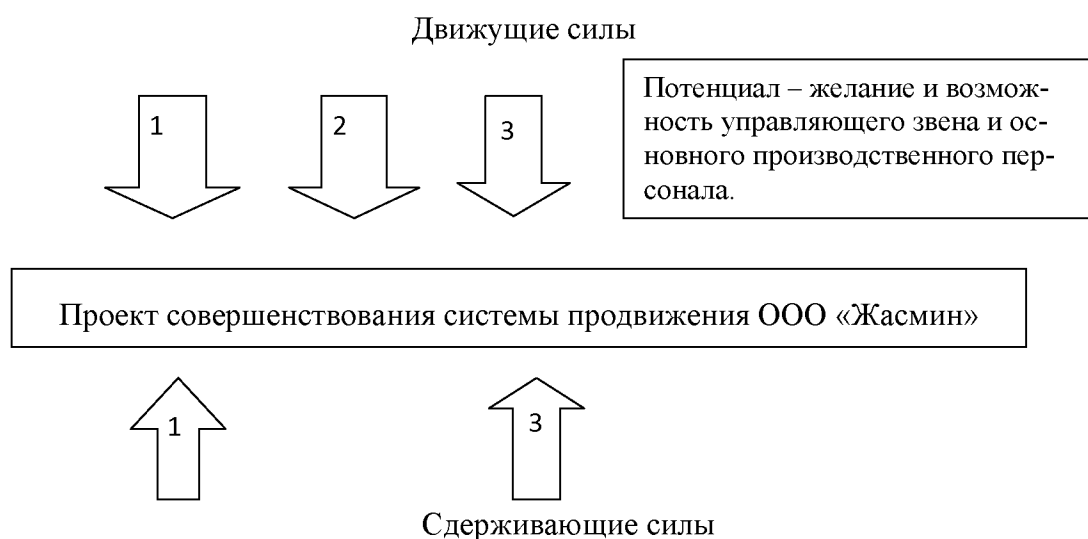 Движущие силы
1
2
3
Потенциал – желание и возмож-
ность управляющего звена и ос-
новного производственного пер-
сонала.
Проект совершенствования системы продвижения ООО «Жасмин»
1
3
Сдерживающие силы